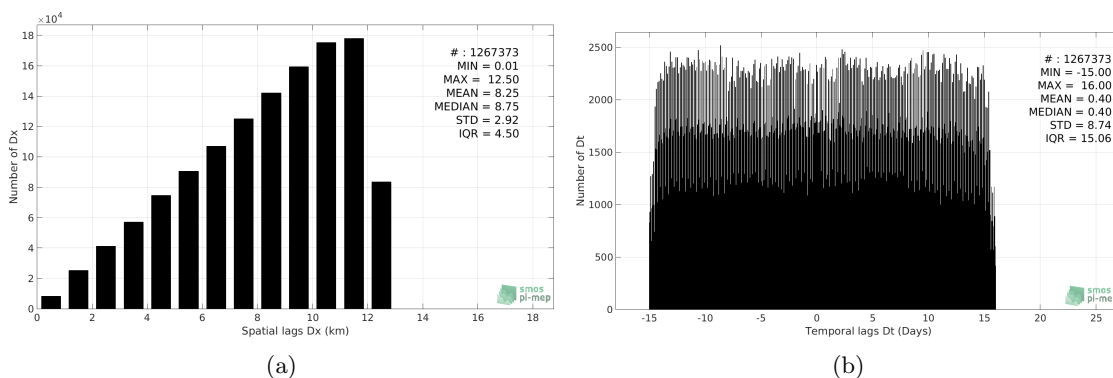 ×10⁴
18
16
14
12
10
8
6
4
2
0
Number of Dx
# : 1267373
MIN = 0.01
MAX = 12.50
MEAN = 8.25
MEDIAN = 8.75
STD = 2.92
IQR = 4.50
smos
pi-mep
0 2 4 6 8 10 12 14 16 18
Spatial lags Dx (km)
(a)
2500
2000
1500
1000
500
0
Number of Dt
# : 1267373
MIN = -15.00
MAX = 16.00
MEAN = 0.40
MEDIAN = 0.40
STD = 8.74
IQR = 15.06
smos
pi-me
-15 -10 -5 0 5 10 15 20 25
Temporal lags Dt (Days)
(b)